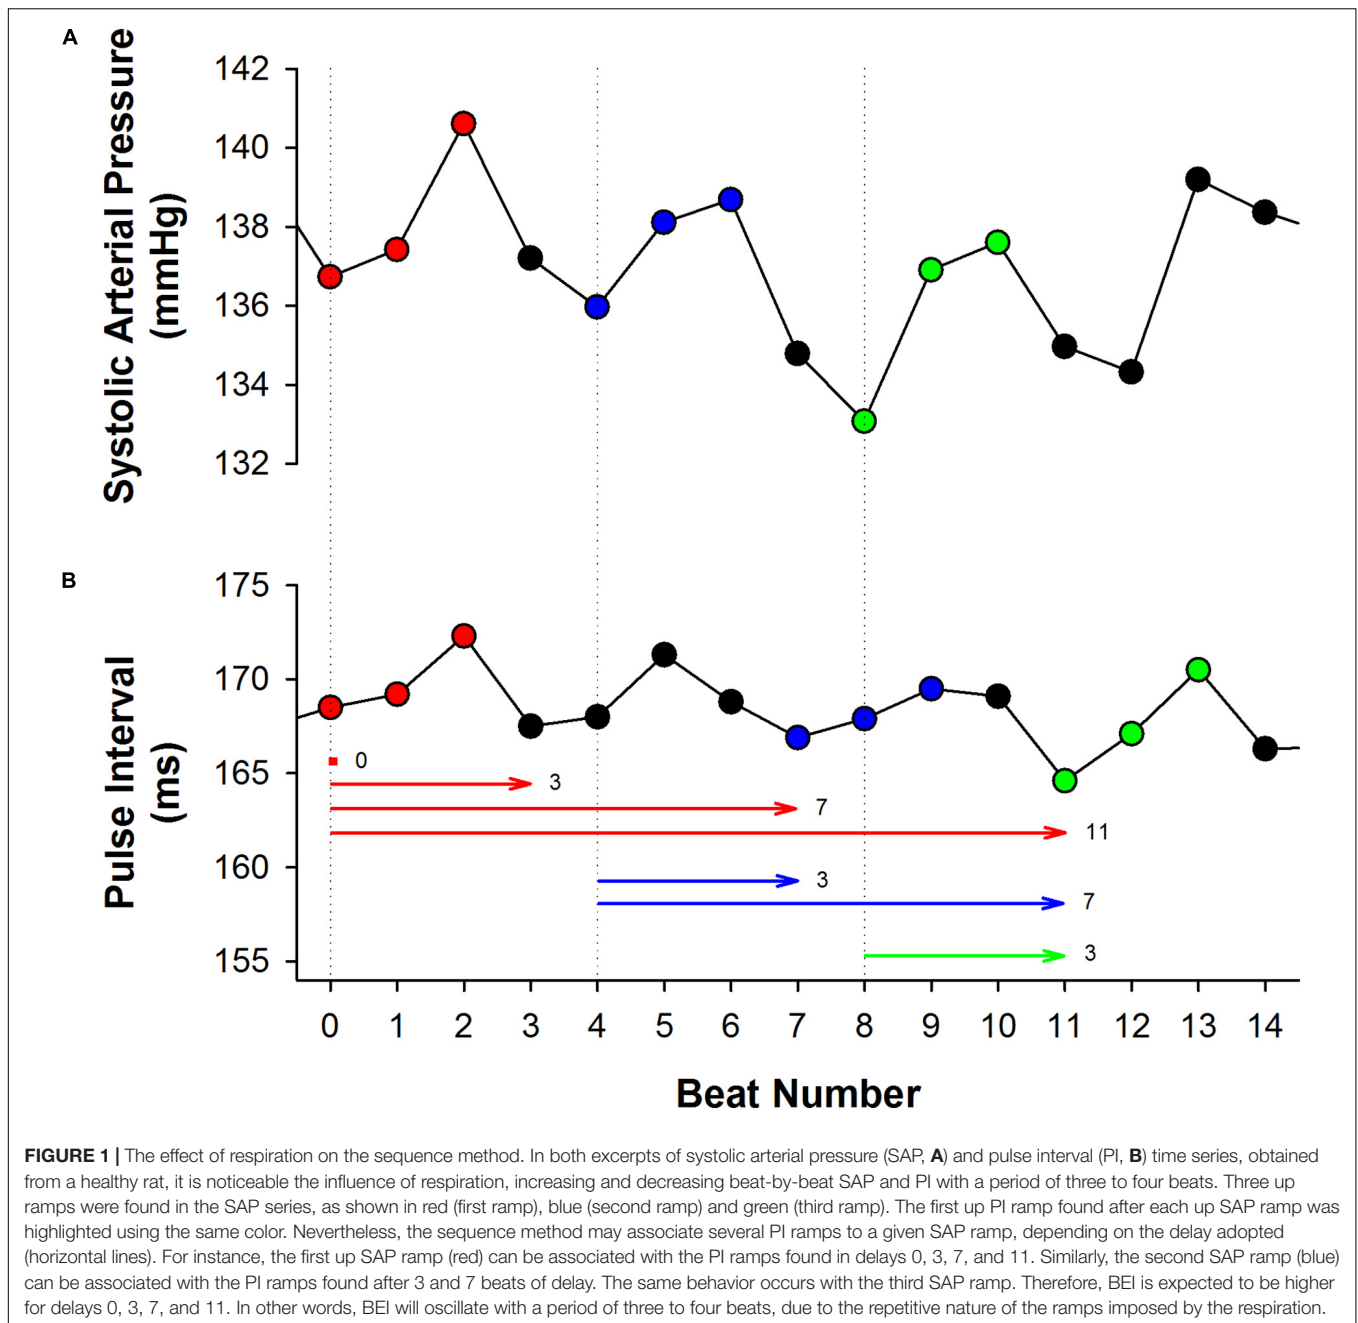 A
Systolic Arterial Pressure
(mmHg)
142
140
138
136
134
132
B
Pulse Interval
(ms)
175
170
165
160
155
0
3
7
11
3
7
3
0 1 2 3 4 5 6 7 8 9 10 11 12 13 14
Beat Number
FIGURE 1 | The effect of respiration on the sequence method. In both excerpts of systolic arterial pressure (SAP, A) and pulse interval (PI, B) time series, obtained
from a healthy rat, it is noticeable the influence of respiration, increasing and decreasing beat-by-beat SAP and PI with a period of three to four beats. Three up
ramps were found in the SAP series, as shown in red (first ramp), blue (second ramp) and green (third ramp). The first up PI ramp found after each up SAP ramp was
highlighted using the same color. Nevertheless, the sequence method may associate several PI ramps to a given SAP ramp, depending on the delay adopted
(horizontal lines). For instance, the first up SAP ramp (red) can be associated with the PI ramps found in delays 0, 3, 7, and 11. Similarly, the second SAP ramp (blue)
can be associated with the PI ramps found after 3 and 7 beats of delay. The same behavior occurs with the third SAP ramp. Therefore, BEI is expected to be higher
for delays 0, 3, 7, and 11. In other words, BEI will oscillate with a period of three to four beats, due to the repetitive nature of the ramps imposed by the respiration.